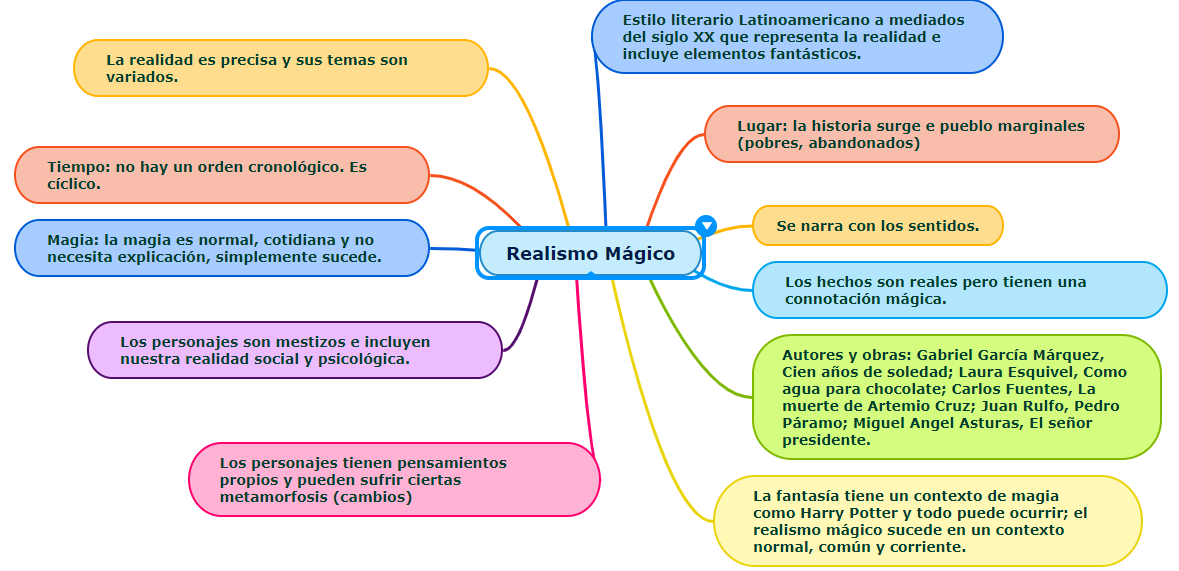 Estilo literario Latinoamericano a mediados
del siglo XX que representa la realidad e
incluye elementos fantásticos.
La realidad es precisa y sus temas son
variados.
Lugar: la historia surge e pueblo marginales
(pobres, abandonados)
Tiempo: no hay un orden cronológico. Es
cíclico.
Se narra con los sentidos.
Magia: la magia es normal, cotidiana y no
necesita explicación, simplemente sucede.
Realismo Mágico
Los hechos son reales pero tienen una
connotación mágica.
Los personajes son mestizos e incluyen
nuestra realidad social y psicológica.
Autores y obras: Gabriel García Márquez,
Cien años de soledad; Laura Esquivel, Como
agua para chocolate; Carlos Fuentes, La
muerte de Artemio Cruz; Juan Rulfo, Pedro
Páramo; Miguel Angel Asturas, El señor
presidente.
Los personajes tienen pensamientos
propios y pueden sufrir ciertas
metamorfosis (cambios)
La fantasía tiene un contexto de magia
como Harry Potter y todo puede ocurrir; el
realismo mágico sucede en un contexto
normal, común y corriente.